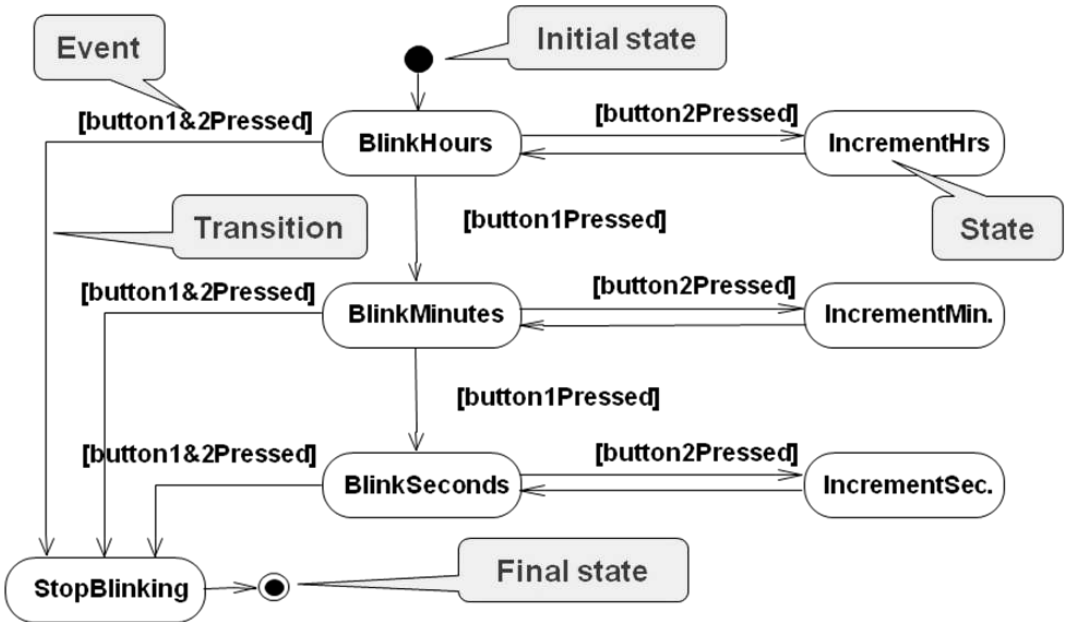 Event
Initial state
[button1&2Pressed]
[button2Pressed]
BlinkHours
IncrementHrs
Transition
[button1Pressed]
State
[button1&2Pressed]
[button2Pressed]
BlinkMinutes
IncrementMin.
[button1Pressed]
[button1&2Pressed]
[button2Pressed]
BlinkSeconds
IncrementSec.
StopBlinking
Final state